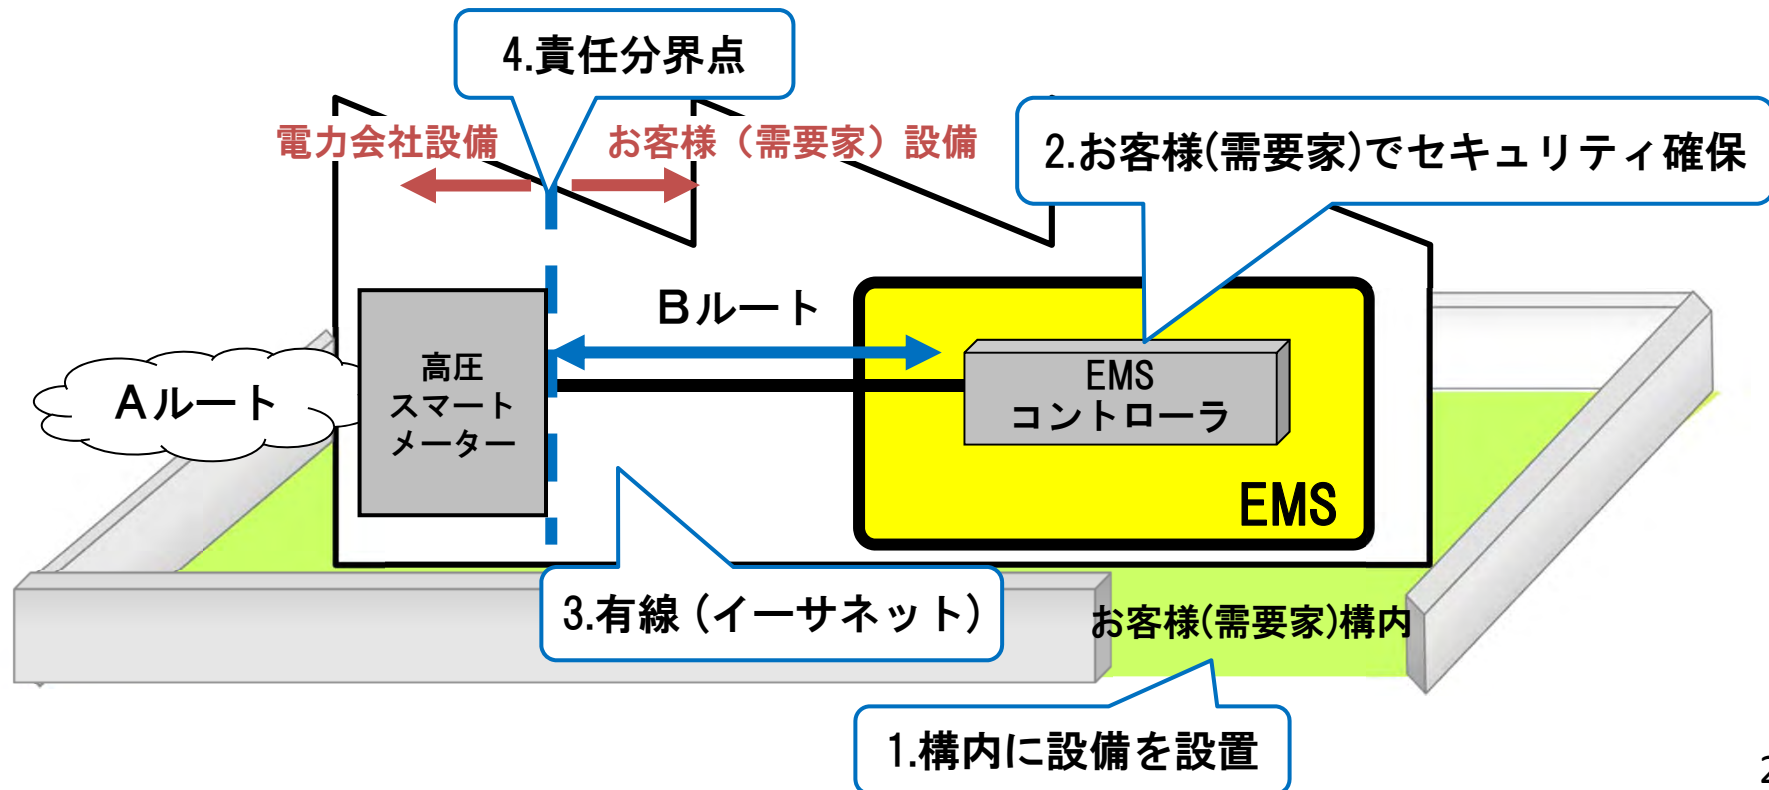 4.責任分界点
電力会社設備
お客様（需要家）設備
2.お客様(需要家)でセキュリティ確保
Bルート
Aルート
高圧
スマート
メーター
EMS
コントローラ
EMS
3.有線(イーサネット)
お客様(需要家)構内
1.構内に設備を設置